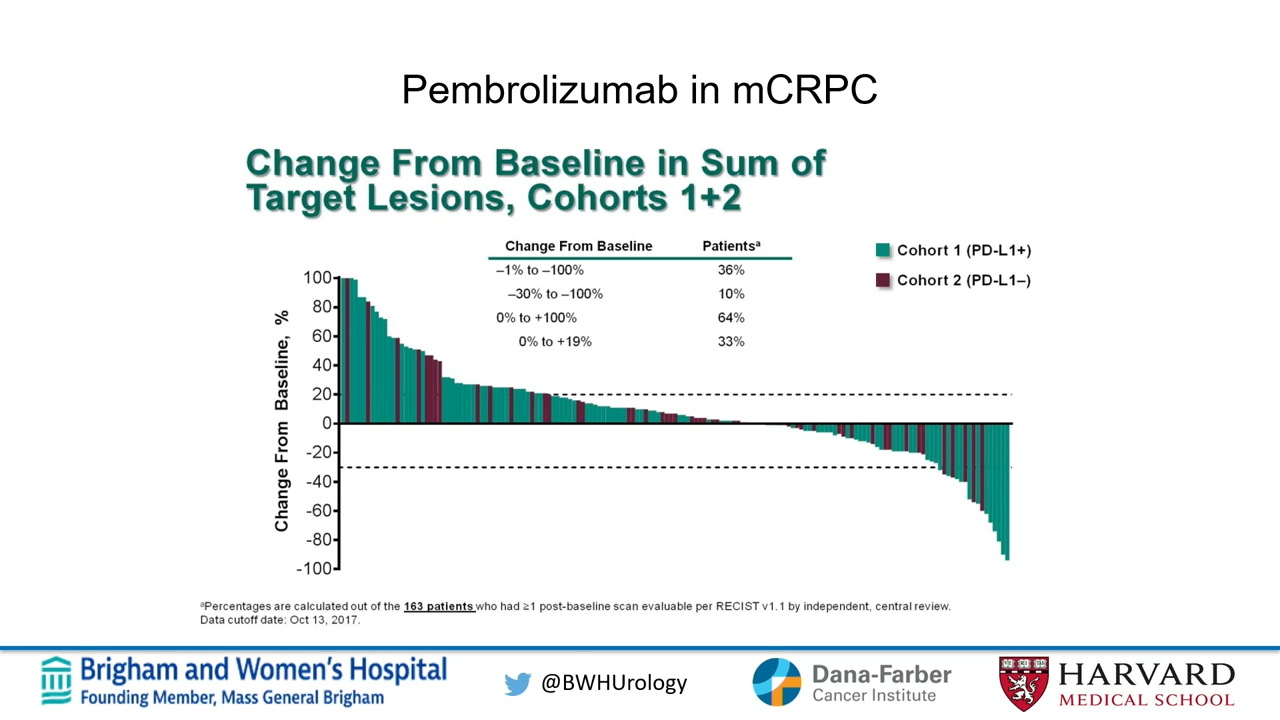 Pembrolizumab in mCRPC
Change From Baseline in Sum of
Target Lesions, Cohorts 1+2
Change From Baseline Patientsᵃ
–1% to –100% 36%
–30% to –100% 10%
0% to +100% 64%
0% to +19% 33%
Cohort 1 (PD-L1+)
Cohort 2 (PD-L1–)
Change From Baseline, %
100
80
60
40
20
0
-20
-40
-60
-80
-100
ᵃPercentages are calculated out of the 163 patients who had ≥1 post-baseline scan evaluable per RECIST v1.1 by independent, central review.
Data cutoff date: Oct 13, 2017.
Brigham and Women's Hospital
Founding Member, Mass General Brigham
@BWHUrology
Dana-Farber
Cancer Institute
HARVARD
MEDICAL SCHOOL